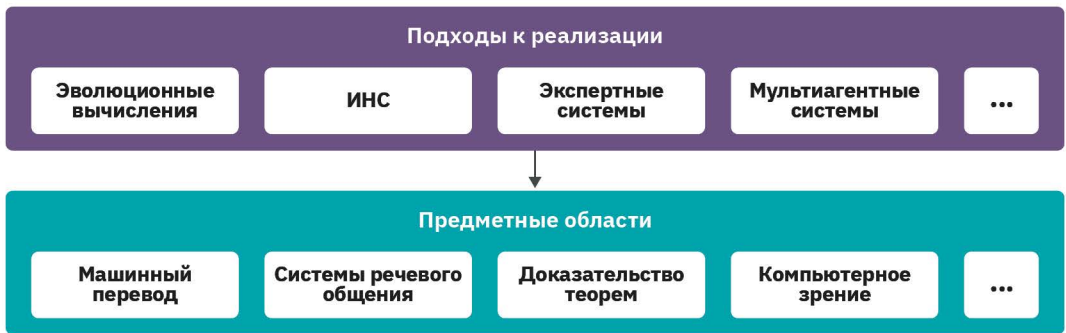 Подходы к реализации
Эволюционные
вычисления
ИНС
Экспертные
системы
Мультиагентные
системы
...
Предметные области
Машинный
перевод
Системы речевого
общения
Доказательство
теорем
Компьютерное
зрение
...